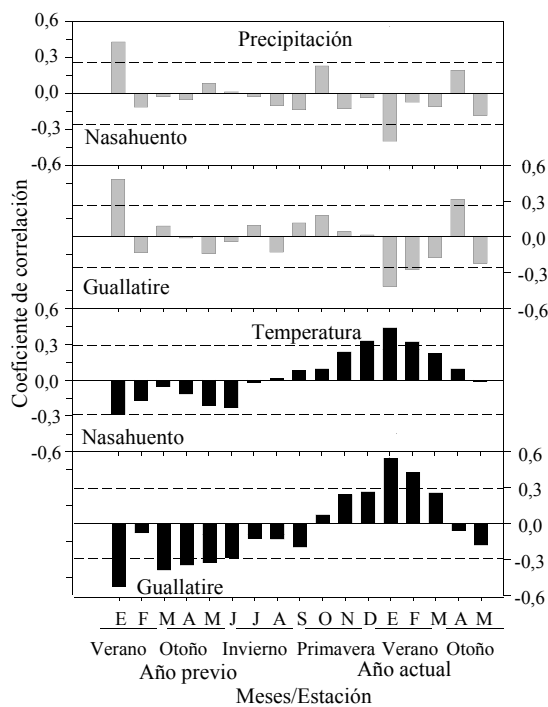 0,6
Precipitación
0,3
0,0
-0,3
Nasahuento
-0,6
0,6
0,3
0,0
-0,3
Guallatire
0,6
-0,6
Temperatura
0,3
0,0
-0,3
Nasahuento
-0,6
0,6
0,3
0,0
-0,3
Guallatire
-0,6
Coeficiente de correlación
E F M A M J J A S O N D E F M A M
Verano Otoño Invierno Primavera Verano Otoño
Año previo Año actual
Meses/Estación